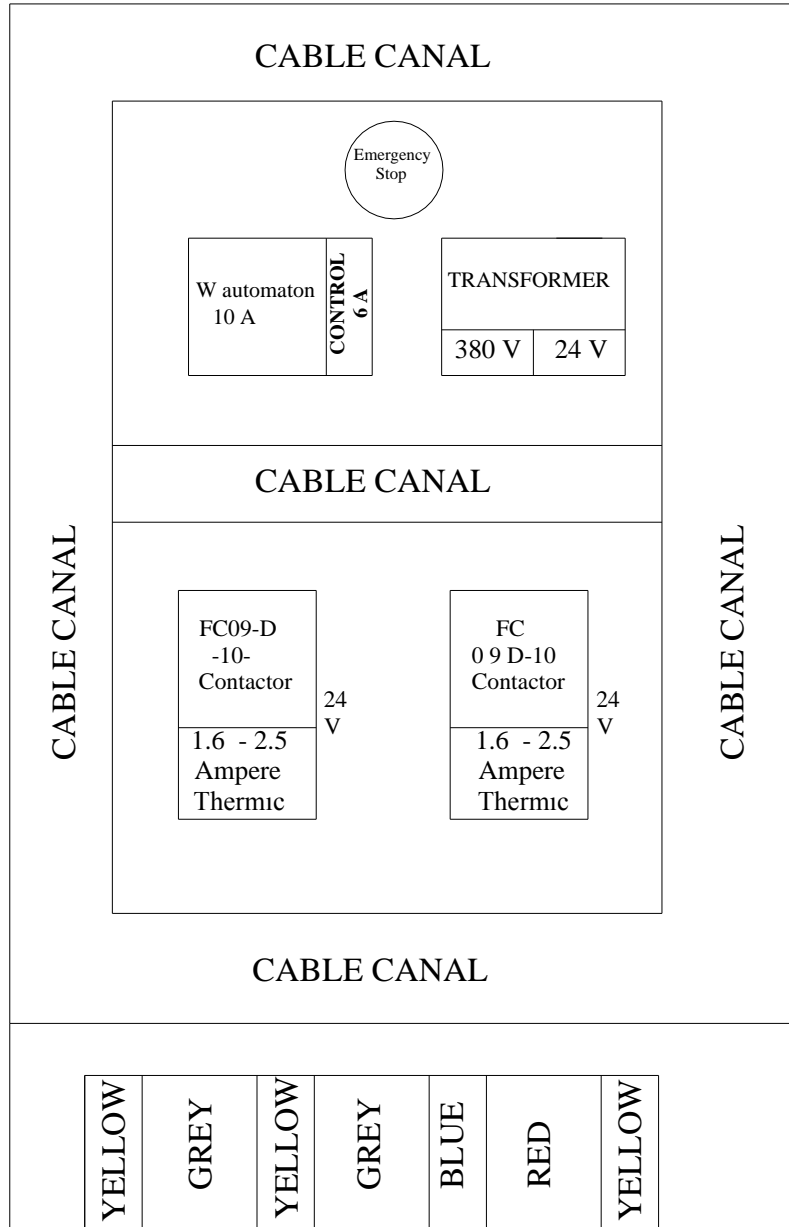 CABLE CANAL
Emergency
Stop
W automaton
10 A
CONTROL
6 A
TRANSFORMER
380 V
24 V
CABLE CANAL
CABLE CANAL
CABLE CANAL
FC09-D
-10-
Contactor
24
V
1.6 - 2.5
Ampere
Thermıc
FC
0 9 D-10
Contactor
24
V
1.6 - 2.5
Ampere
Thermıc
CABLE CANAL
YELLOW
GREY
YELLOW
GREY
BLUE
RED
YELLOW